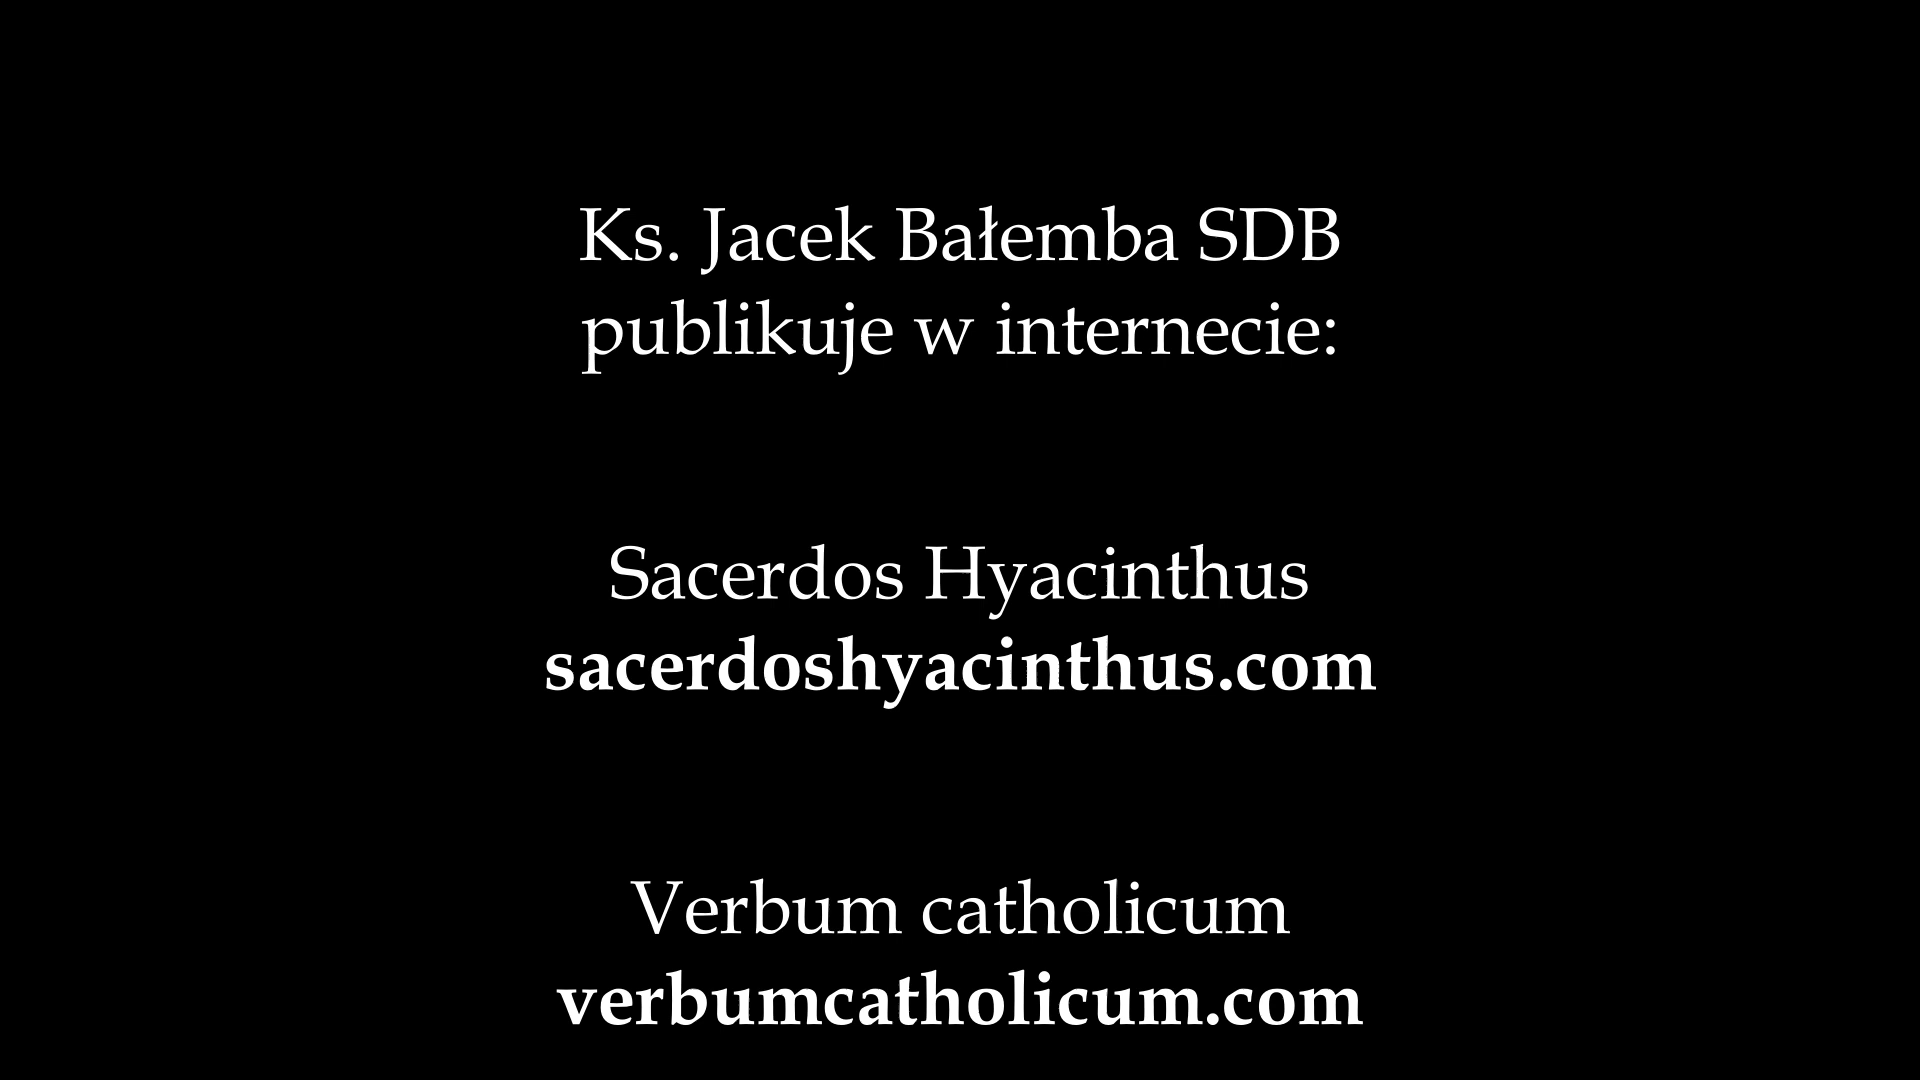 Ks. Jacek Bałemba SDB
publikuje w internecie:
Sacerdos Hyacinthus
sacerdoshyacinthus.com
Verbum catholicum
verbumcatholicum.com